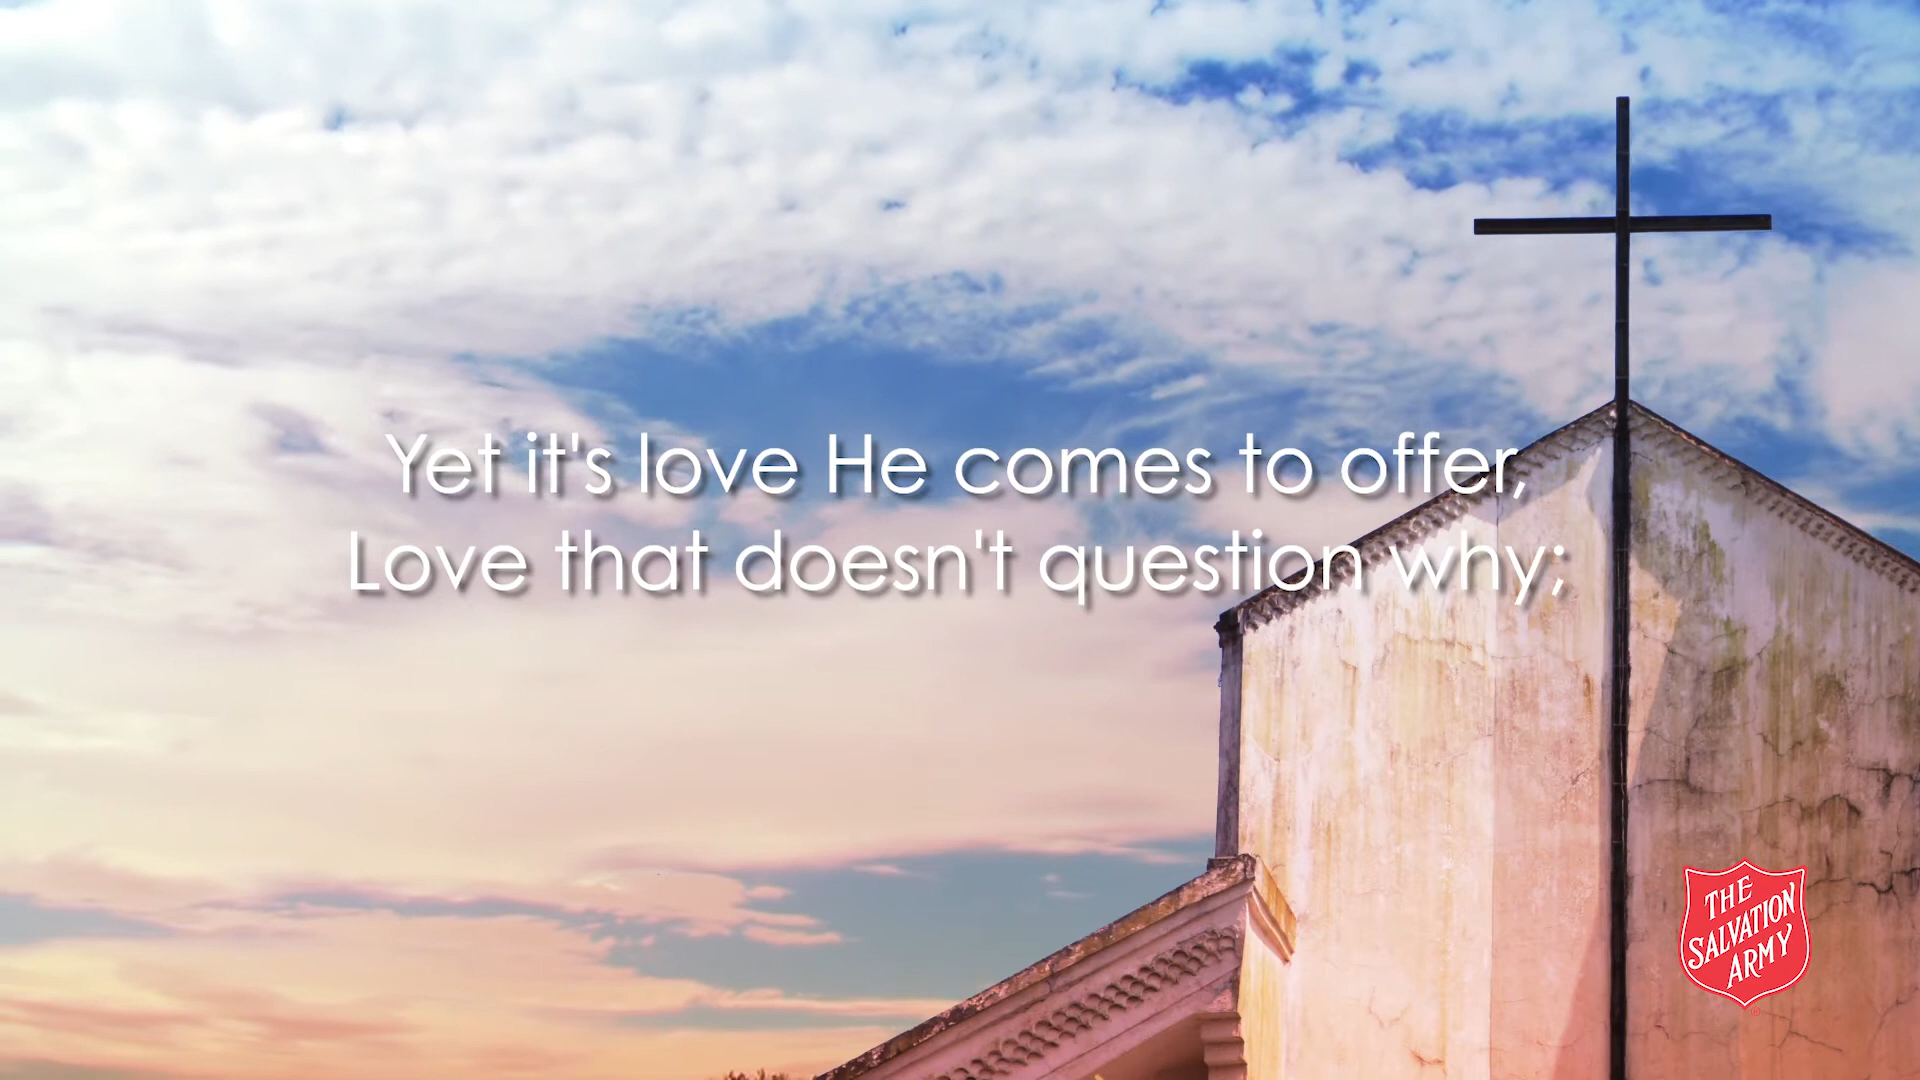 Yet it's love He comes to offer,
Love that doesn't question why;
THE
SALVATION
ARMY
®